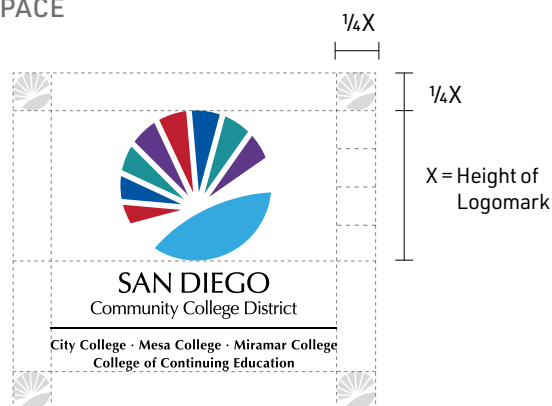 PACE
¼X
¼X
X = Height of
Logomark
SAN DIEGO
Community College District
City College · Mesa College · Miramar College
College of Continuing Education